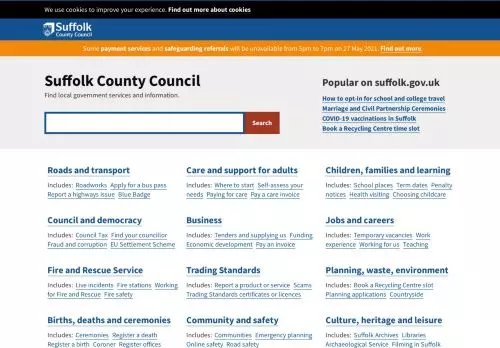 We use cookies to improve your experience. Find out more about cookies
Suffolk
County Council
Some payment services and safeguarding referrals will be unavailable from 5pm to 7pm on 27 May 2021. Find out more.
Suffolk County Council
Find local government services and information.
Search
Popular on suffolk.gov.uk
How to opt-in for school and college travel
Marriage and Civil Partnership Ceremonies
COVID-19 vaccinations in Suffolk
Book a Recycling Centre time slot
Roads and transport
Includes: Roadworks Apply for a bus pass
Report a highways issue Blue Badge
Care and support for adults
Includes: Where to start Self-assess your
needs Paying for care Pay a care invoice
Children, families and learning
Includes: School places Term dates Penalty
notices Health visiting Choosing childcare
Council and democracy
Includes: Council Tax Find your councillor
Fraud and corruption EU Settlement Scheme
Business
Includes: Tenders and supplying us Funding
Economic development Pay an invoice
Jobs and careers
Includes: Temporary vacancies Work
experience Working for us Teaching
Fire and Rescue Service
Includes: Live incidents Fire stations Working
for Fire and Rescue Fire safety
Trading Standards
Includes: Report a product or service Scams
Trading Standards certificates or licences
Planning, waste, environment
Includes: Book a Recycling Centre slot
Planning applications Countryside
Births, deaths and ceremonies
Includes: Ceremonies Register a death
Register a birth Coroner Register offices
Community and safety
Includes: Communities Emergency planning
Online safety Road safety
Culture, heritage and leisure
Includes: Suffolk Archives Libraries
Archaeological Service Filming in Suffolk